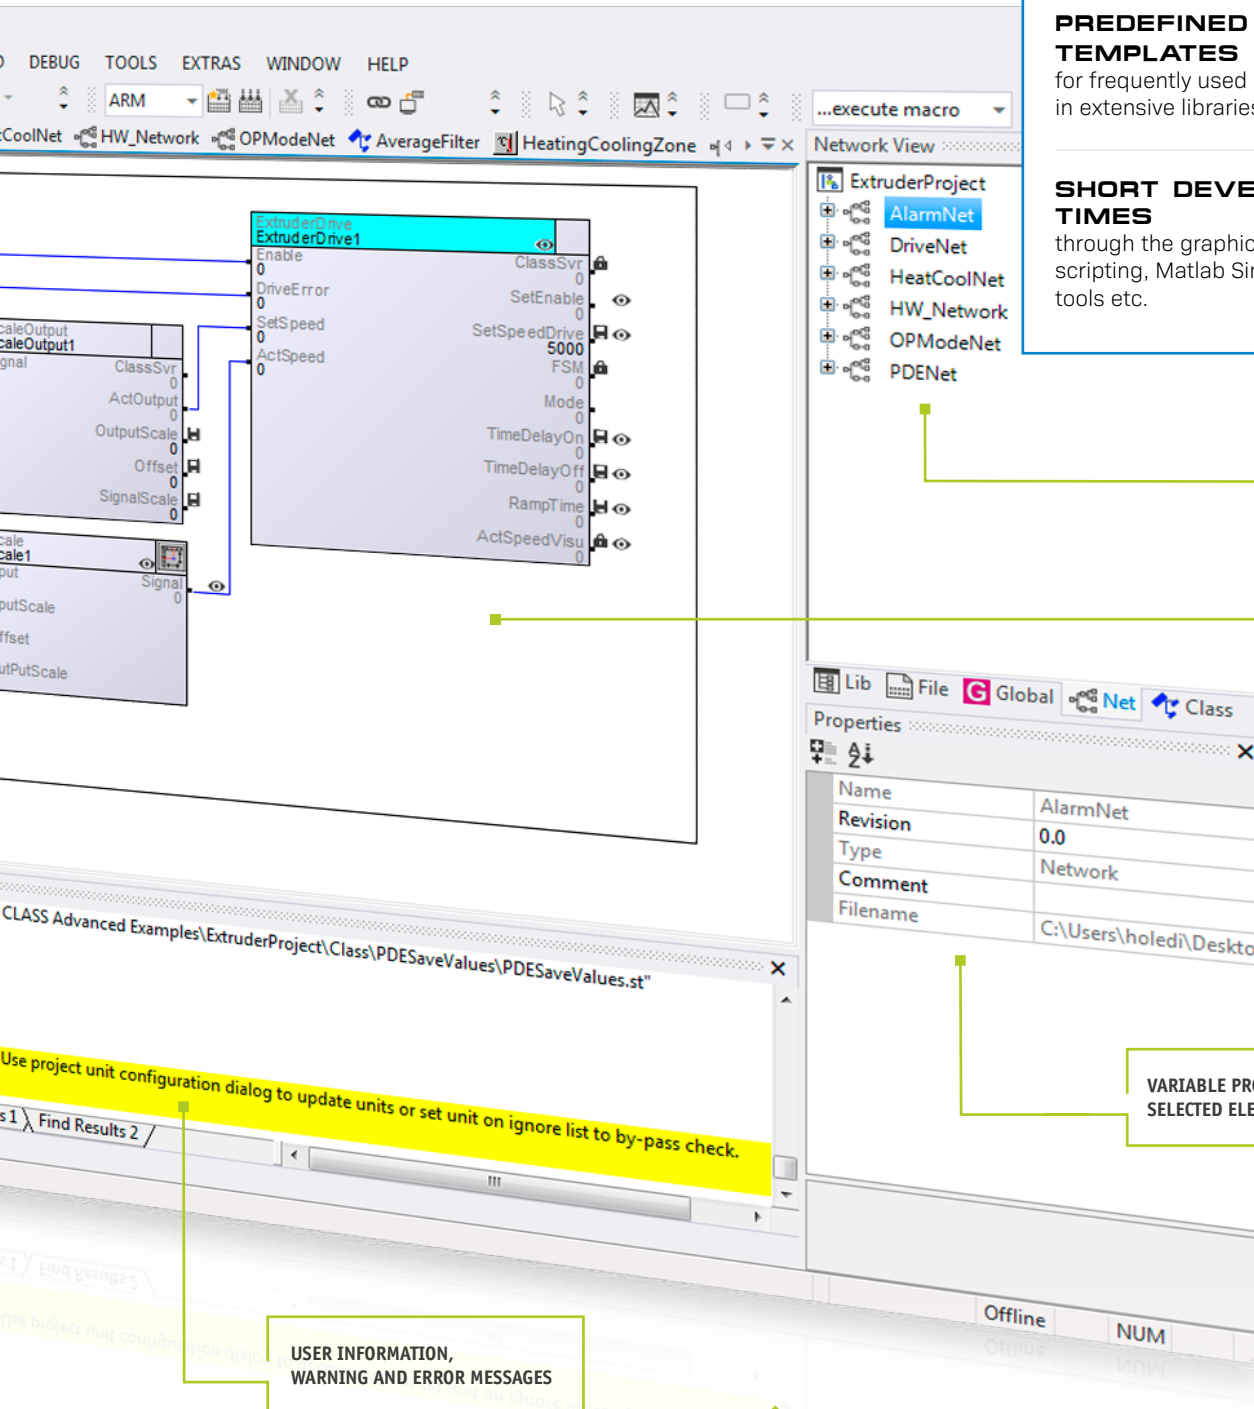 PREDEFINED
TEMPLATES
for frequently used
in extensive libraries
SHORT DEVE
TIMES
through the graphic
scripting, Matlab Sim
tools etc.
DEBUG TOOLS EXTRAS WINDOW HELP
ARM
...execute macro
CoolNet HW_Network OPModeNet AverageFilter HeatingCoolingZone
Network View
ExtruderProject
AlarmNet
DriveNet
HeatCoolNet
HW_Network
OPModeNet
PDENet
ExtruderDrive
ExtruderDrive1
Enable
0
DriveError
0
SetSpeed
0
ActSpeed
0
ClassSvr
0
SetEnable
0
SetSpeedDrive
5000
FSM
0
Mode
0
TimeDelayOn
0
TimeDelayOff
0
RampTime
0
ActSpeedVisu
0
caleOutput
caleOutput1
gnal
ClassSvr
0
ActOutput
0
OutputScale
0
Offset
0
SignalScale
0
cale
cale1
put
Signal
0
putScale
ffset
utPutScale
Lib File G Global Net Class
Properties
Name AlarmNet
Revision 0.0
Type Network
Comment
Filename C:\Users\holedi\Deskto
CLASS Advanced Examples\ExtruderProject\Class\PDESaveValues\PDESaveValues.st"
Use project unit configuration dialog to update units or set unit on ignore list to by-pass check.
s 1 Find Results 2
VARIABLE PRO
SELECTED ELE
Offline NUM
USER INFORMATION,
WARNING AND ERROR MESSAGES